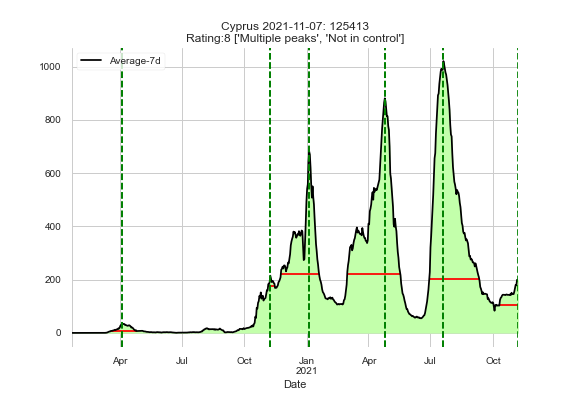 Cyprus 2021-11-07: 125413
Rating:8 ['Multiple peaks', 'Not in control']
Average-7d
1000
800
600
400
200
0
Apr Jul Oct Jan Apr Jul Oct
2021
Date